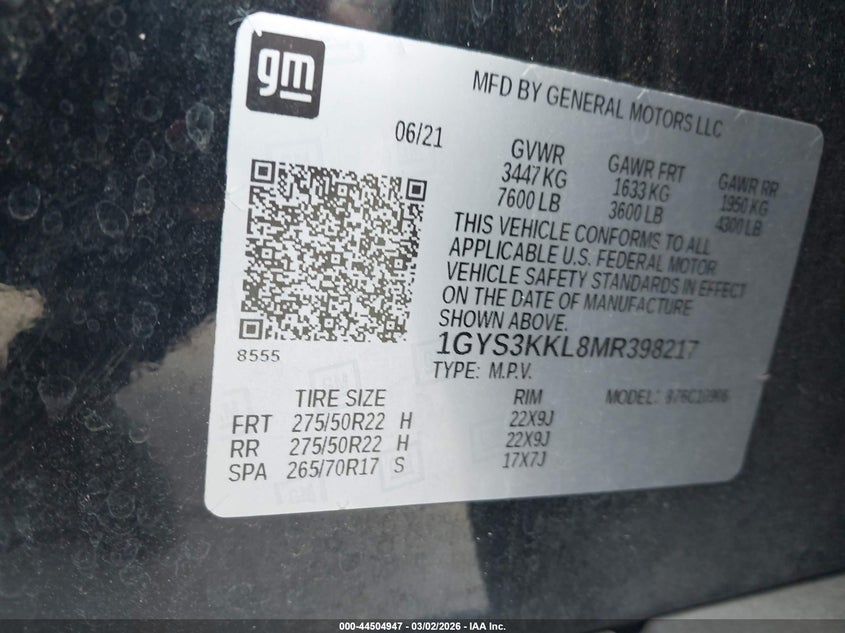 gm
MFD BY GENERAL MOTORS LLC
06/21
GVWR
3447 KG
7600 LB
GAWR FRT
1633 KG
3600 LB
GAWR RR
1950 KG
4300 LB
THIS VEHICLE CONFORMS TO ALL
APPLICABLE U.S. FEDERAL MOTOR
VEHICLE SAFETY STANDARDS IN EFFECT
ON THE DATE OF MANUFACTURE
SHOWN ABOVE.
8555
1GYS3KKL8MR398217
TYPE: M.P.V.
TIRE SIZE RIM MODEL:
FRT 275/50R22 H 22X9J
RR 275/50R22 H 22X9J
SPA 265/70R17 S 17X7J
000-44504947 - 03/02/2026 - IAA Inc.